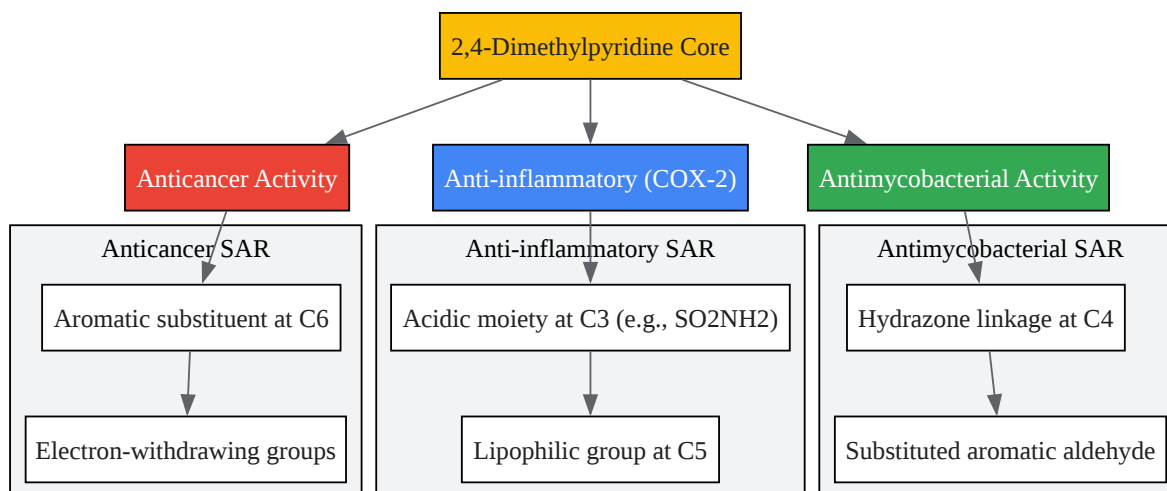 2,4-Dimethylpyridine Core
Anticancer Activity
Anti-inflammatory (COX-2)
Antimycobacterial Activity
Anticancer SAR
Anti-inflammatory SAR
Antimycobacterial SAR
Aromatic substituent at C6
Acidic moiety at C3 (e.g., SO2NH2)
Hydrazone linkage at C4
Electron-withdrawing groups
Lipophilic group at C5
Substituted aromatic aldehyde